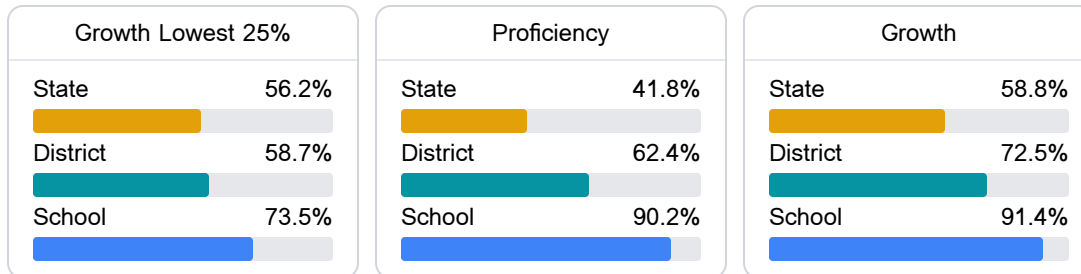 Growth Lowest 25%
State 56.2%
District 58.7%
School 73.5%
Proficiency
State 41.8%
District 62.4%
School 90.2%
Growth
State 58.8%
District 72.5%
School 91.4%